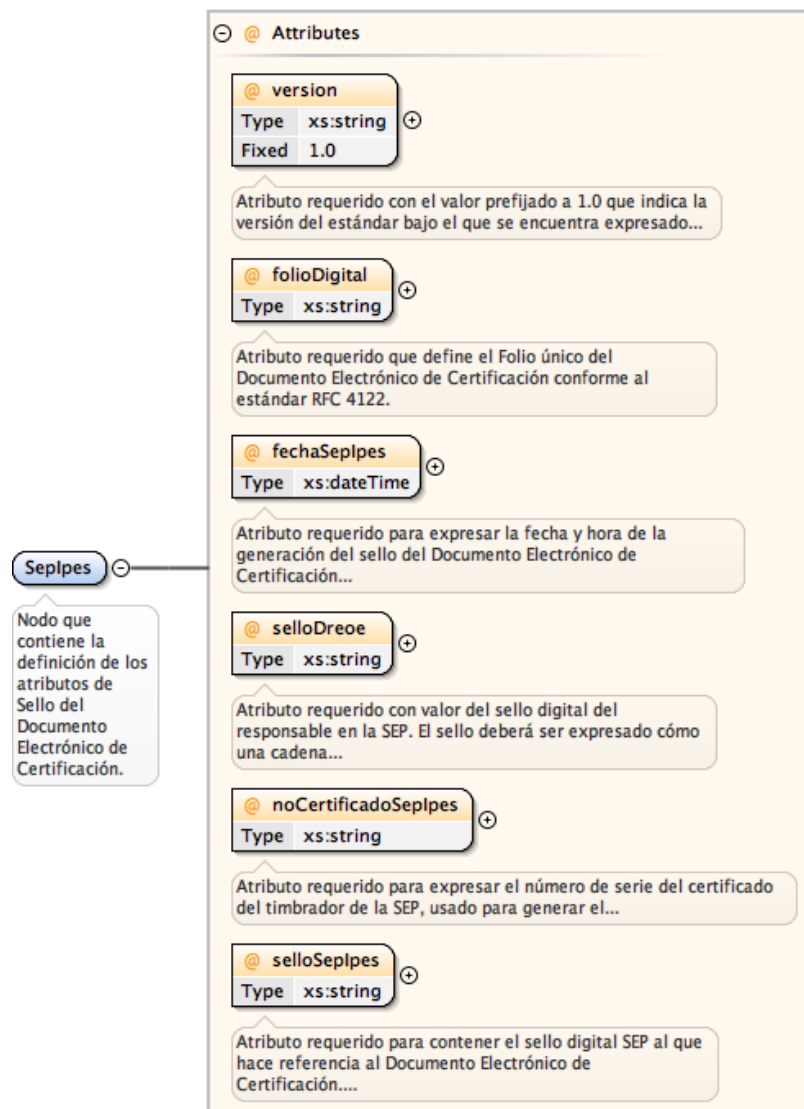 @ Attributes
@ version
Type xs:string
Fixed 1.0
Atributo requerido con el valor prefijado a 1.0 que indica la
versión del estándar bajo el que se encuentra expresado...
@ folioDigital
Type xs:string
Atributo requerido que define el Folio único del
Documento Electrónico de Certificación conforme al
estándar RFC 4122.
@ fechaSepIpes
Type xs:dateTime
Atributo requerido para expresar la fecha y hora de la
generación del sello del Documento Electrónico de
Certificación...
SepIpes
Nodo que
contiene la
definición de los
atributos de
Sello del
Documento
Electrónico de
Certificación.
@ selloDreoe
Type xs:string
Atributo requerido con valor del sello digital del
responsable en la SEP. El sello deberá ser expresado cómo
una cadena...
@ noCertificadoSepIpes
Type xs:string
Atributo requerido para expresar el número de serie del certificado
del timbrador de la SEP, usado para generar el...
@ selloSepIpes
Type xs:string
Atributo requerido para contener el sello digital SEP al que
hace referencia al Documento Electrónico de
Certificación....